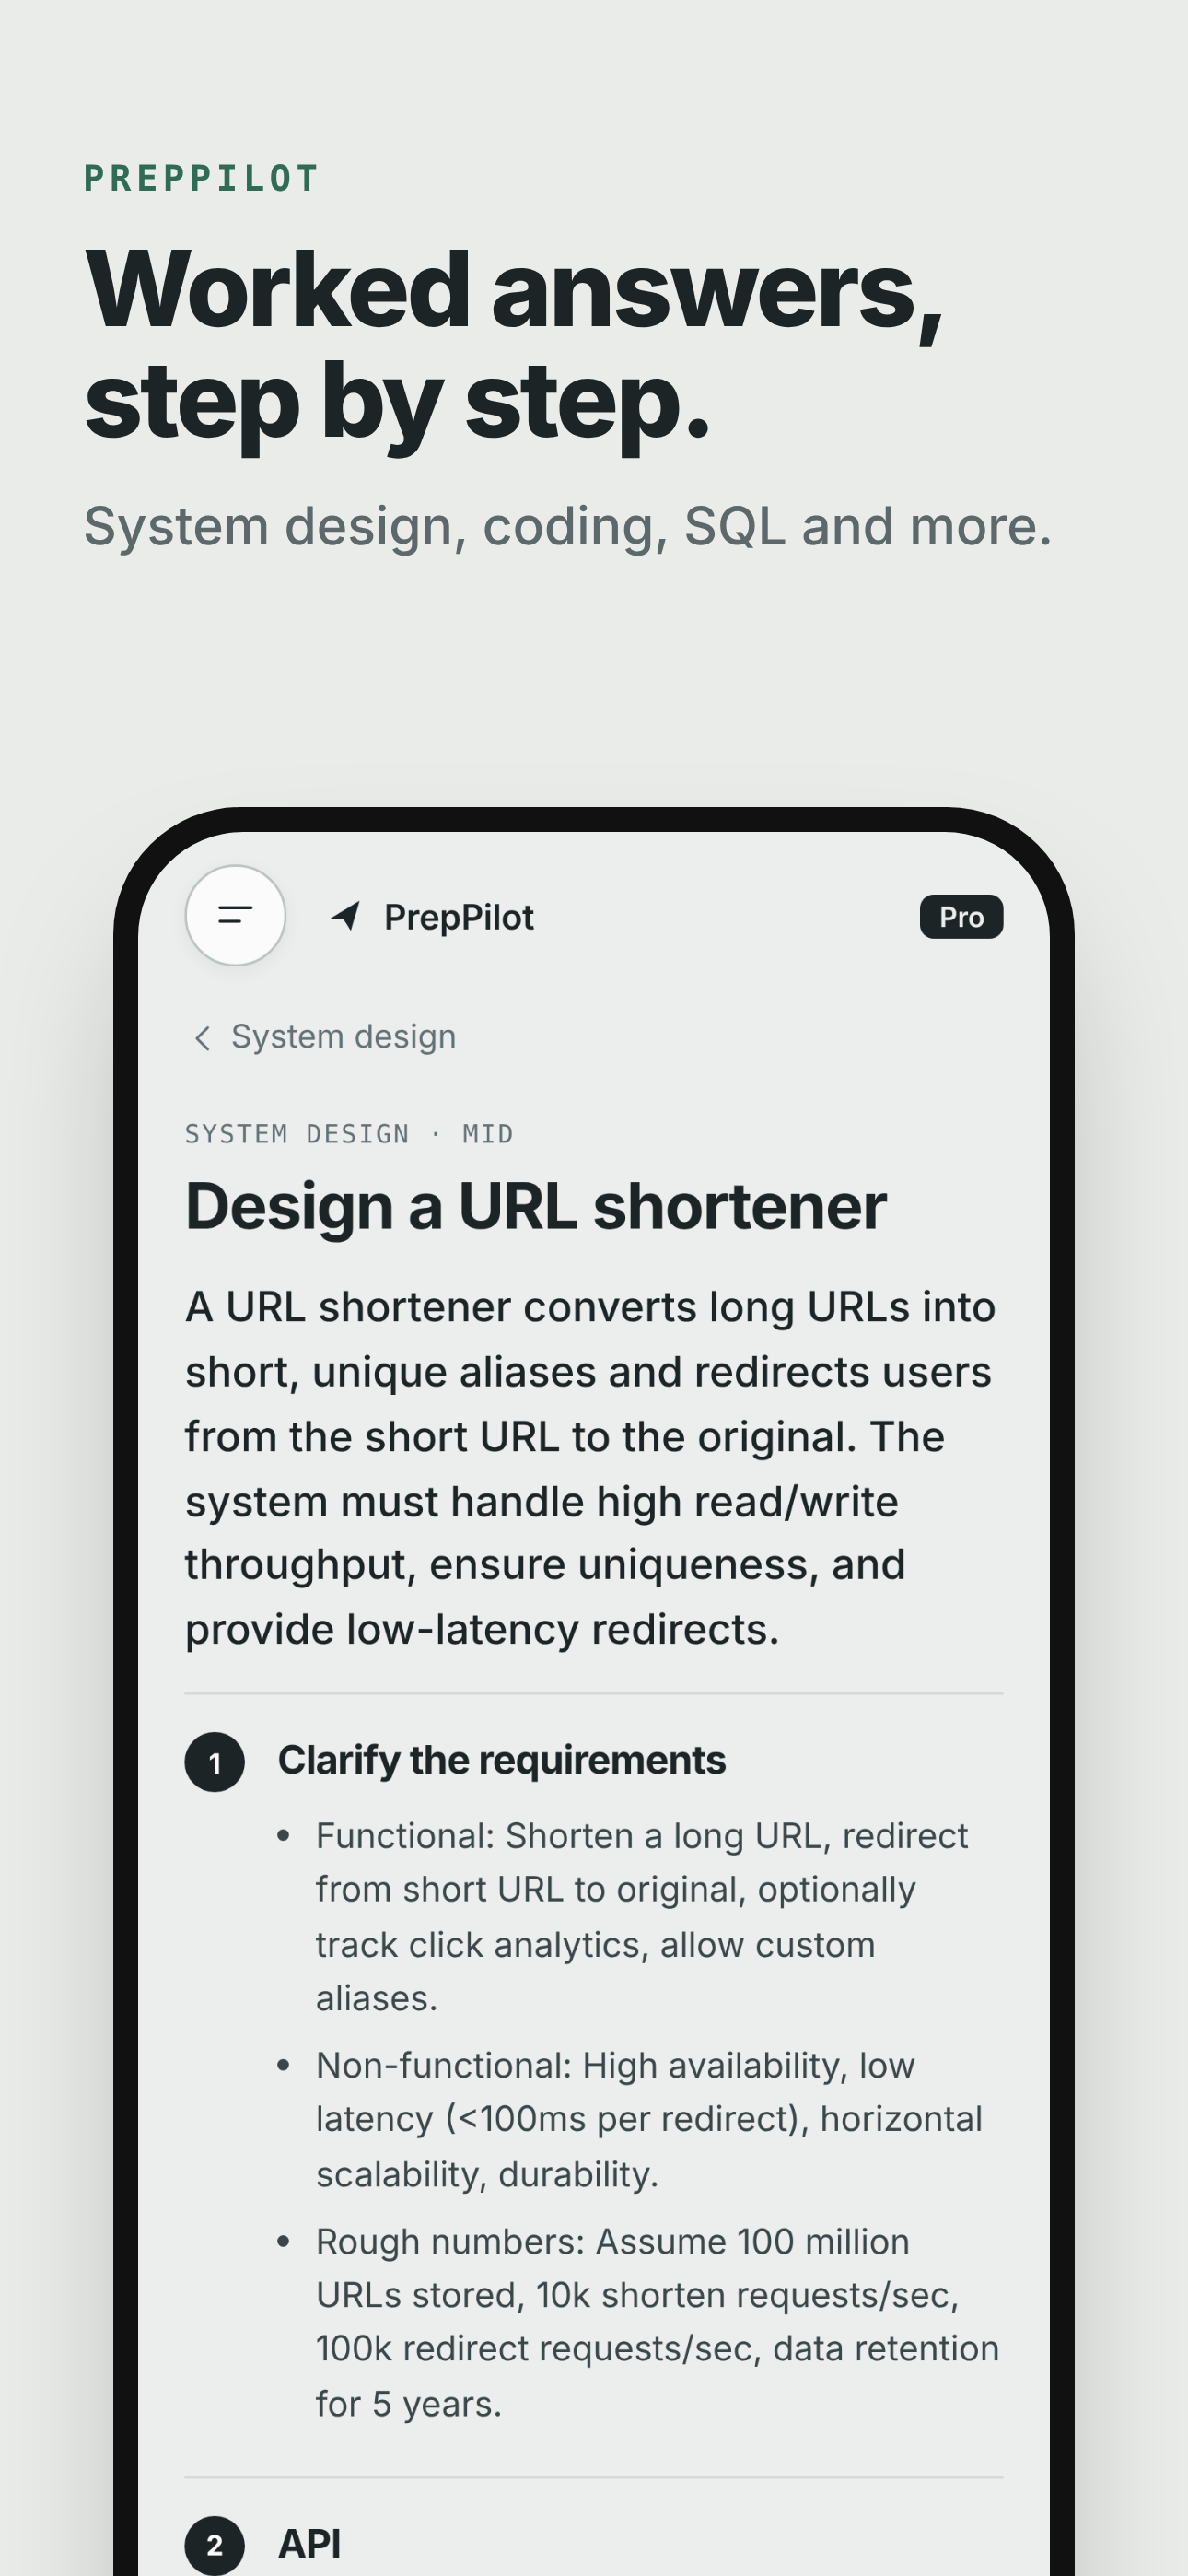 PREPPILOT
Worked answers,
step by step.
System design, coding, SQL and more.
PrepPilot
Pro
System design
SYSTEM DESIGN · MID
Design a URL shortener
A URL shortener converts long URLs into
short, unique aliases and redirects users
from the short URL to the original. The
system must handle high read/write
throughput, ensure uniqueness, and
provide low-latency redirects.
1 Clarify the requirements
• Functional: Shorten a long URL, redirect
from short URL to original, optionally
track click analytics, allow custom
aliases.
• Non-functional: High availability, low
latency (<100ms per redirect), horizontal
scalability, durability.
• Rough numbers: Assume 100 million
URLs stored, 10k shorten requests/sec,
100k redirect requests/sec, data retention
for 5 years.
2 API